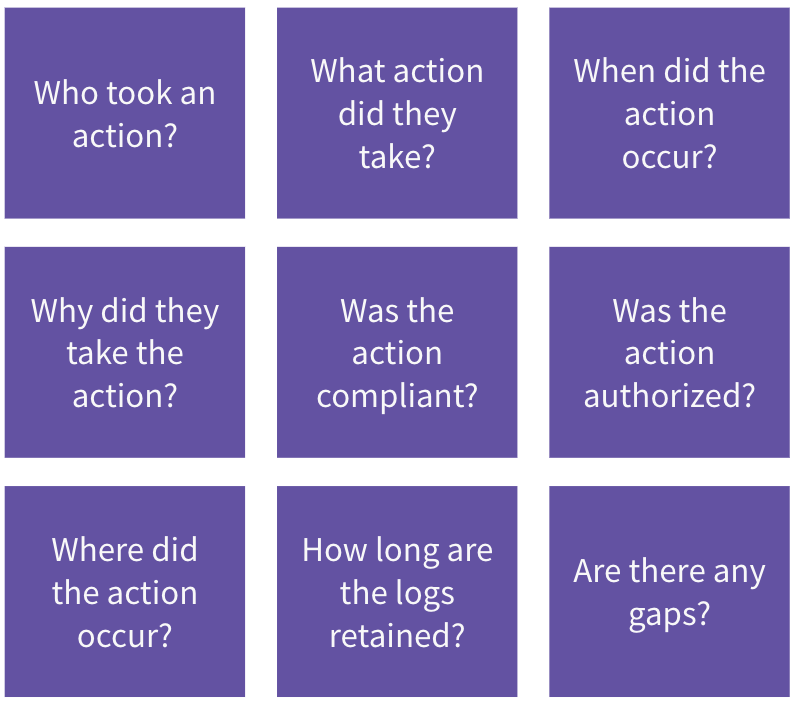 Who took an
action?
What action
did they
take?
When did the
action
occur?
Why did they
take the
action?
Was the
action
compliant?
Was the
action
authorized?
Where did
the action
occur?
How long are
the logs
retained?
Are there any
gaps?